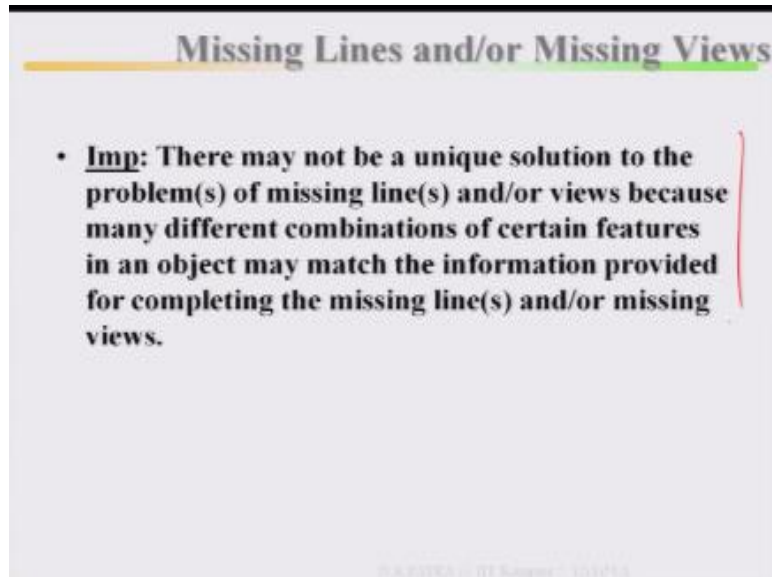 Missing Lines and/or Missing Views
• Imp: There may not be a unique solution to the
problem(s) of missing line(s) and/or views because
many different combinations of certain features
in an object may match the information provided
for completing the missing line(s) and/or missing
views.